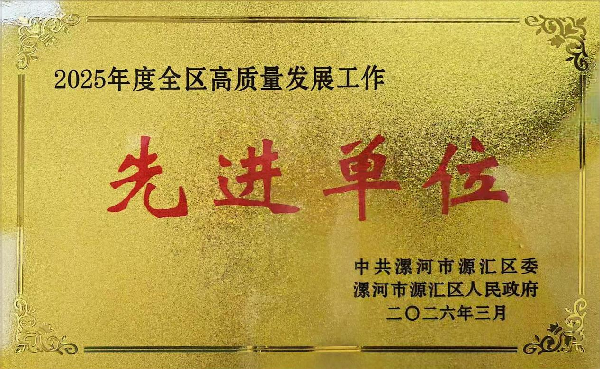 2025年度全区高质量发展工作
先进单位
中共漯河市源汇区委
漯河市源汇区人民政府
二〇二六年三月